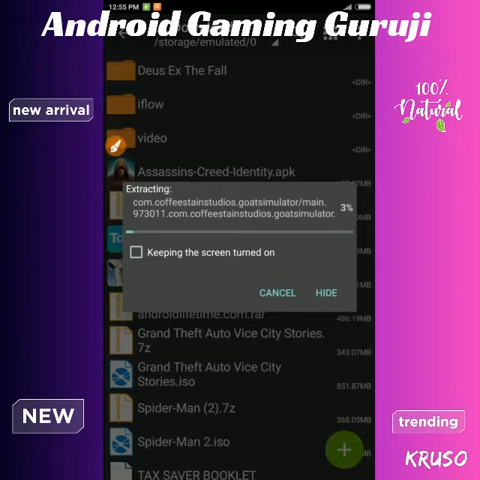 12:55 PM
Android Gaming Guruji
/storage/emulated/0
Deus Ex The Fall
<DIR>
iflow
<DIR>
video
<DIR>
new arrival
100%
Natural
Assassins-Creed-Identity.apk
Extracting:
com.coffeestainstudios.goatsimulator/main.
973011.com.coffeestainstudios.goatsimulator.
3%
Keeping the screen turned on
CANCEL
HIDE
androidlifetime.com.rar
486.19MB
Grand Theft Auto Vice City Stories.
7z
343.07MB
Grand Theft Auto Vice City
Stories.iso
851.87MB
Spider-Man (2).7z
368.05MB
Spider-Man 2.iso
TAX SAVER BOOKLET
NEW
trending
KRUSO